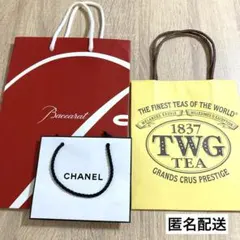 Baccarat
CHANEL
THE FINEST TEAS OF THE WORLD
1837
TWG
TEA
GRANDS CRUS PRESTIGE
匿名配送